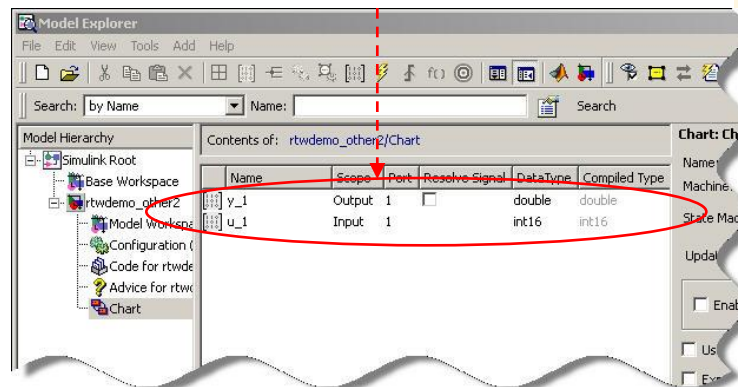 Model Explorer
File Edit View Tools Add Help
Search: by Name Name: Search
Model Hierarchy
Simulink Root
Base Workspace
rtwdemo_other2
Model Workspa
Configuration (
Code for rtwde
Advice for rtwd
Chart
Contents of: rtwdemo_other2/Chart
Name Scope Port Resolve Signal DataType Compiled Type
y_1 Output 1 double double
u_1 Input 1 int16 int16
Chart: Ch
Name:
Machine:
State Mac
Updat
Enab
Us
Exp